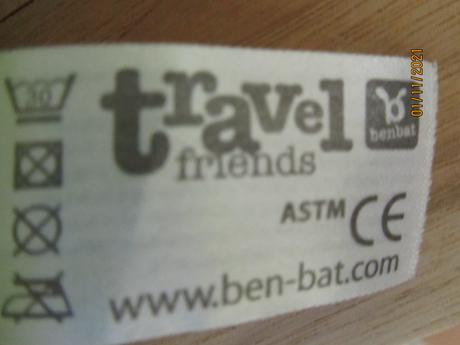 30
travel
friends
benbat
ASTM CE
www.ben-bat.com
01/11/2021